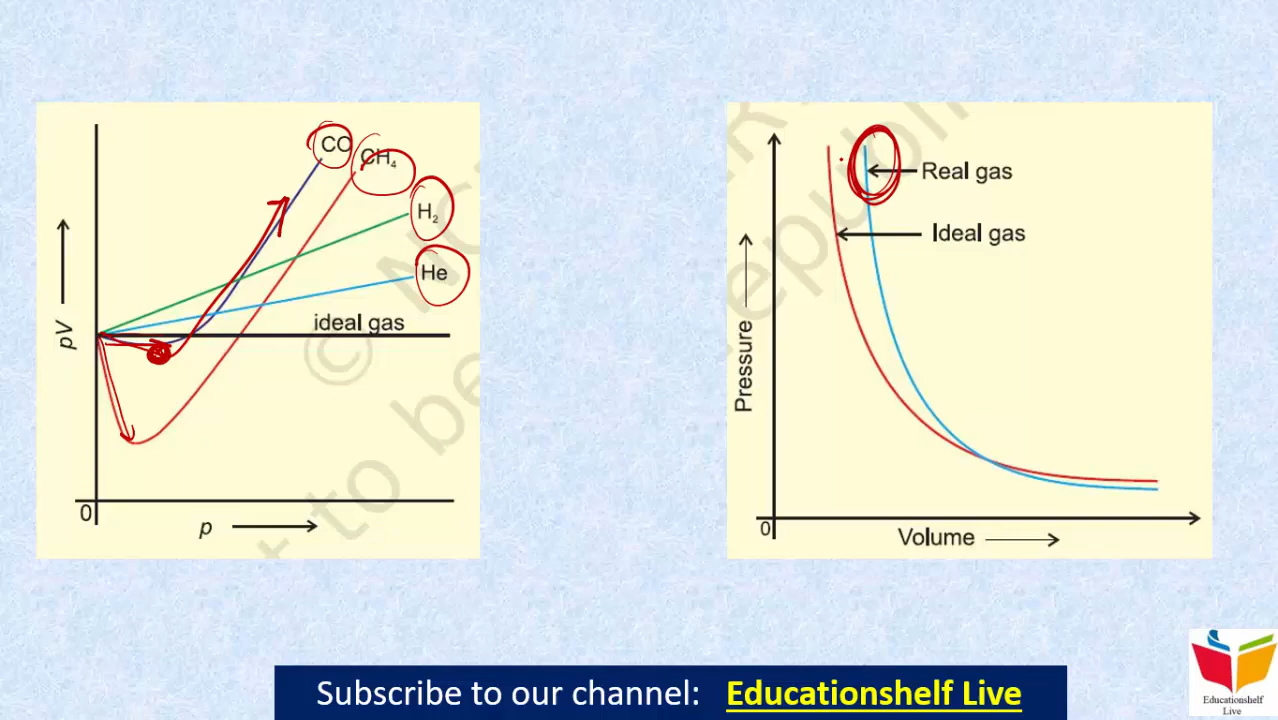 CO
CH₄
H₂
He
ideal gas
pV
0
p
Real gas
Ideal gas
Pressure
0
Volume
Subscribe to our channel: Educationshelf Live
Educationshelf
Live